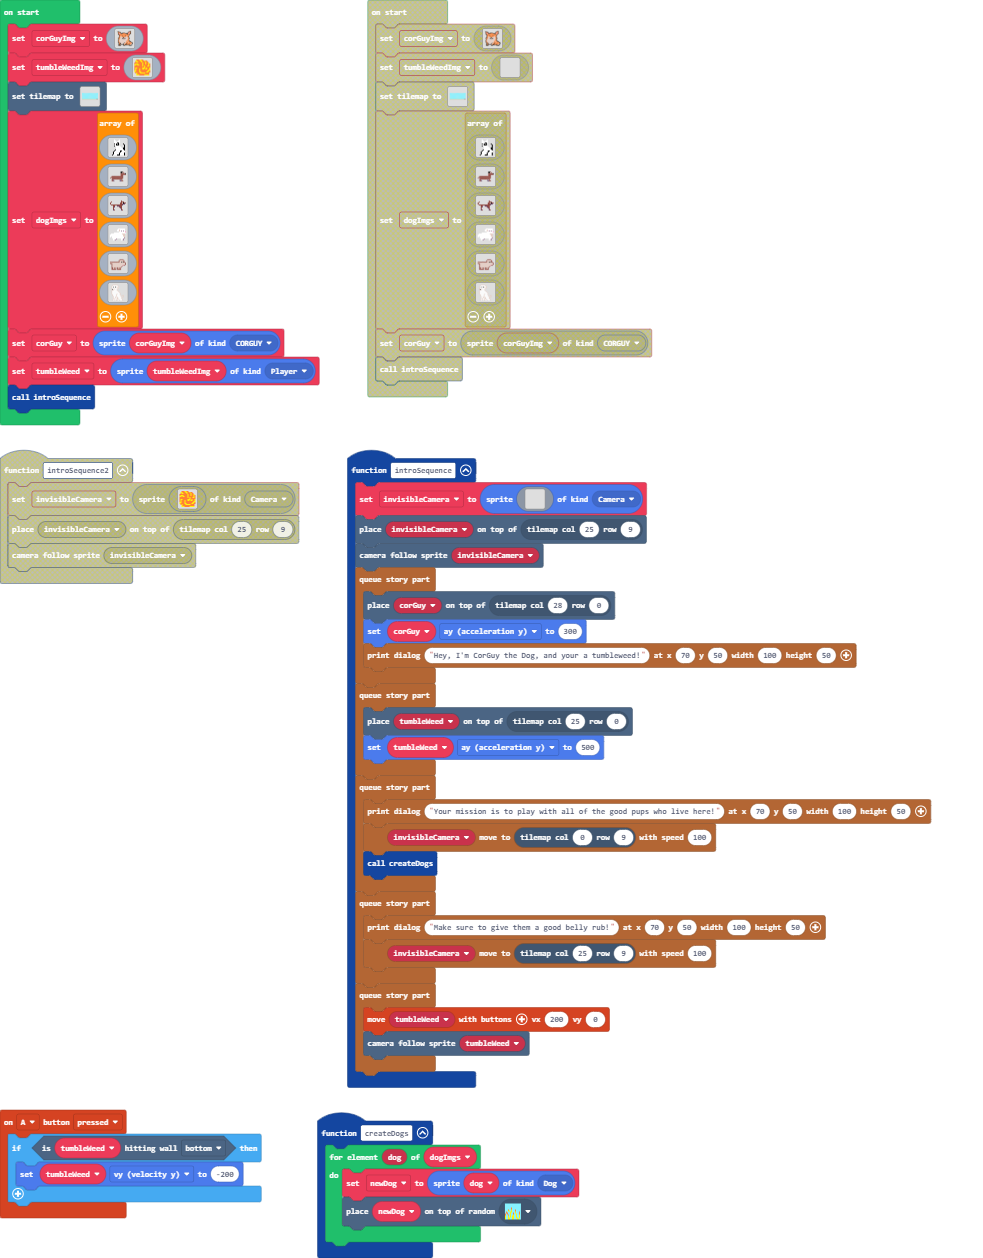 on start
set corGuyImg to
set tumbleWeedImg to
set tilemap to
array of
set dogImgs to
set corGuy to sprite corGuyImg of kind CORGUY
set tumbleWeed to sprite tumbleWeedImg of kind Player
call introSequence
on start
set corGuyImg to
set tumbleWeedImg to
set tilemap to
array of
set dogImgs to
set corGuy to sprite corGuyImg of kind CORGUY
call introSequence
function introSequence2
set invisibleCamera to sprite of kind Camera
place invisibleCamera on top of tilemap col 25 row 9
camera follow sprite invisibleCamera
function introSequence
set invisibleCamera to sprite of kind Camera
place invisibleCamera on top of tilemap col 25 row 9
camera follow sprite invisibleCamera
queue story part
place corGuy on top of tilemap col 28 row 0
set corGuy ay (acceleration y) to 300
print dialog "Hey, I'm CorGuy the Dog, and your a tumbleweed!" at x 70 y 50 width 100 height 50
queue story part
place tumbleWeed on top of tilemap col 25 row 0
set tumbleWeed ay (acceleration y) to 500
queue story part
print dialog "Your mission is to play with all of the good pups who live here!" at x 70 y 50 width 100 height 50
invisibleCamera move to tilemap col 0 row 9 with speed 100
call createDogs
queue story part
print dialog "Make sure to give them a good belly rub!" at x 70 y 50 width 100 height 50
invisibleCamera move to tilemap col 25 row 9 with speed 100
queue story part
move tumbleWeed with buttons vx 200 vy 0
camera follow sprite tumbleWeed
on A button pressed
if is tumbleWeed hitting wall bottom then
set tumbleWeed vy (velocity y) to -200
function createDogs
for element dog of dogImgs
do set newDog to sprite dog of kind Dog
place newDog on top of random